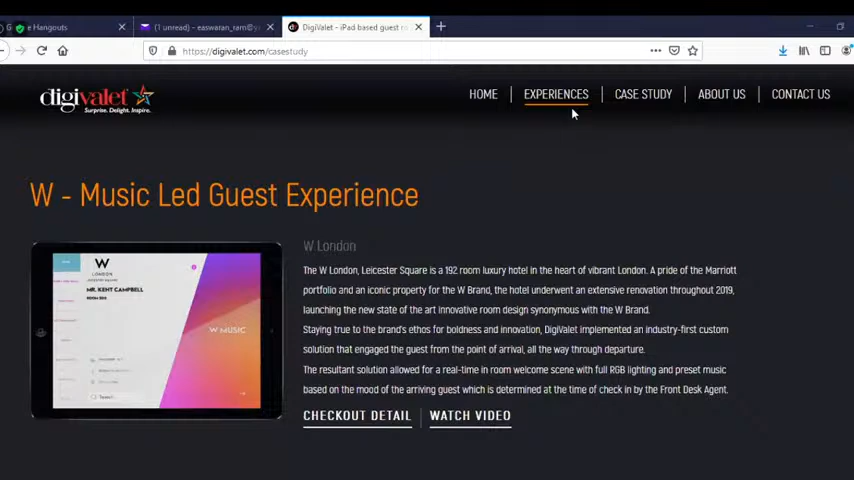 e Hangouts
(1 unread) - easwaran_ram@y
DigiValet - iPad based guest ro
https://digivalet.com/casestudy
digivalet
Surprise. Delight. Inspire.
HOME
EXPERIENCES
CASE STUDY
ABOUT US
CONTACT US
W - Music Led Guest Experience
W London
The W London, Leicester Square is a 192 room luxury hotel in the heart of vibrant London. A pride of the Marriott
portfolio and an iconic property for the W Brand, the hotel underwent an extensive renovation throughout 2019,
launching the new state of the art innovative room design synonymous with the W Brand.
Staying true to the brand's ethos for boldness and innovation, DigiValet implemented an industry-first custom
solution that engaged the guest from the point of arrival, all the way through departure.
The resultant solution allowed for a real-time in room welcome scene with full RGB lighting and preset music
based on the mood of the arriving guest which is determined at the time of check in by the Front Desk Agent.
CHECKOUT DETAIL
WATCH VIDEO
W
LONDON
LEICESTER SQUARE
MR. KENT CAMPBELL
W MUSIC